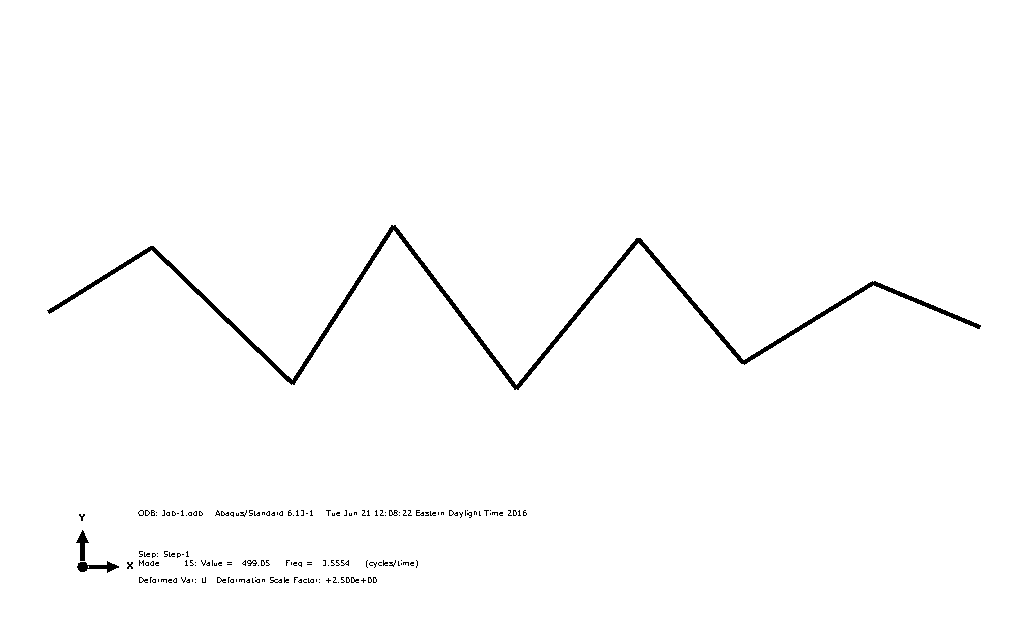 Y
ODB: Job-1.odb Abaqus/Standard 6.13-1 Tue Jun 21 12:08:22 Eastern Daylight Time 2016
Step: Step-1
X
Mode 15: Value = 499.05 Freq = 3.5554 (cycles/time)
Deformed Var: U Deformation Scale Factor: +2.500e+00